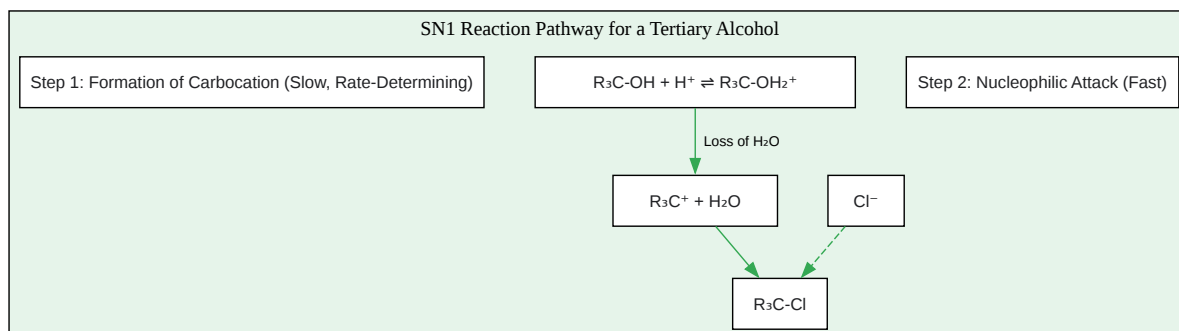 SN1 Reaction Pathway for a Tertiary Alcohol
Step 1: Formation of Carbocation (Slow, Rate-Determining)
R₃C-OH + H⁺ ⇌ R₃C-OH₂⁺
Step 2: Nucleophilic Attack (Fast)
Loss of H₂O
R₃C⁺ + H₂O
Cl⁻
R₃C-Cl